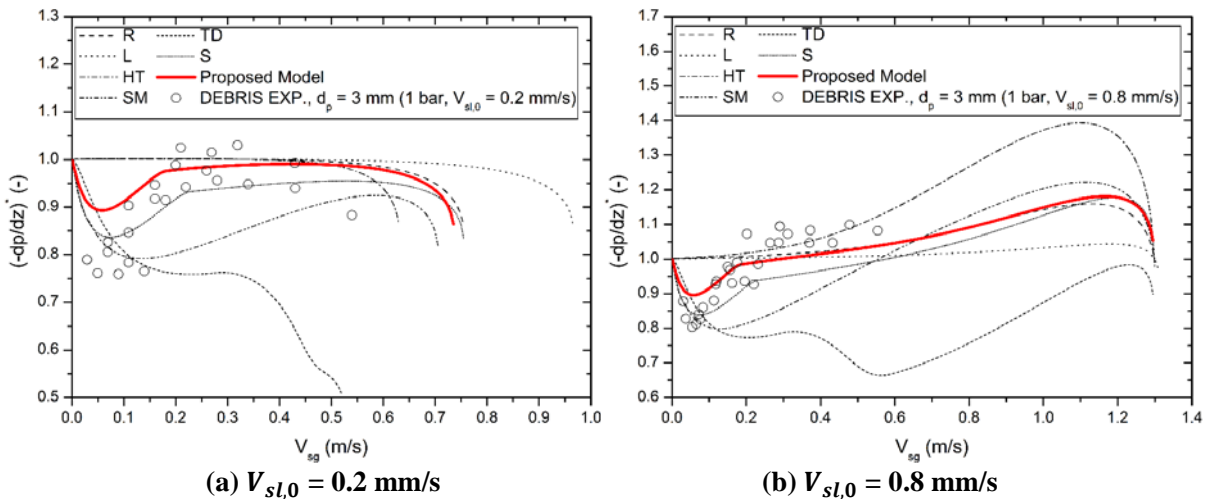 1.3
1.2
1.1
1.0
0.9
0.8
0.7
0.6
0.5
(-dp/dz)* (-)
R
TD
L
S
HT
Proposed Model
SM
DEBRIS EXP., dp = 3 mm (1 bar, Vsl,0 = 0.2 mm/s)
0.0 0.1 0.2 0.3 0.4 0.5 0.6 0.7 0.8 0.9 1.0
Vsg (m/s)
(a) Vsl,0 = 0.2 mm/s
1.7
1.6
1.5
1.4
1.3
1.2
1.1
1.0
0.9
0.8
0.7
0.6
(-dp/dz)* (-)
R
TD
L
S
HT
Proposed Model
SM
DEBRIS EXP., dp = 3 mm (1 bar, Vsl,0 = 0.8 mm/s)
0.0 0.2 0.4 0.6 0.8 1.0 1.2 1.4
Vsg (m/s)
(b) Vsl,0 = 0.8 mm/s